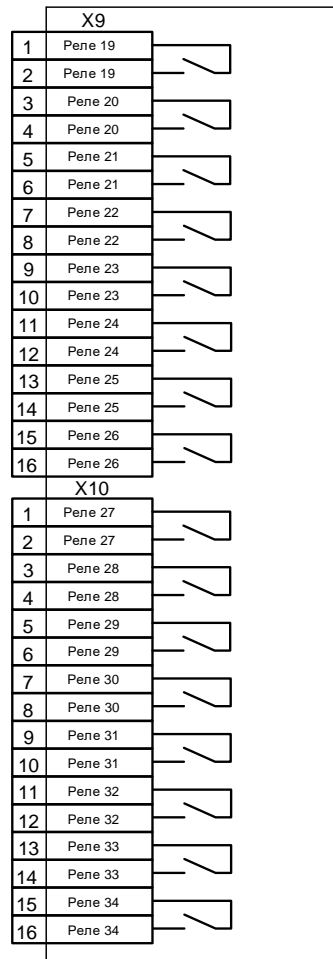 X9
1 Реле 19
2 Реле 19
3 Реле 20
4 Реле 20
5 Реле 21
6 Реле 21
7 Реле 22
8 Реле 22
9 Реле 23
10 Реле 23
11 Реле 24
12 Реле 24
13 Реле 25
14 Реле 25
15 Реле 26
16 Реле 26
X10
1 Реле 27
2 Реле 27
3 Реле 28
4 Реле 28
5 Реле 29
6 Реле 29
7 Реле 30
8 Реле 30
9 Реле 31
10 Реле 31
11 Реле 32
12 Реле 32
13 Реле 33
14 Реле 33
15 Реле 34
16 Реле 34